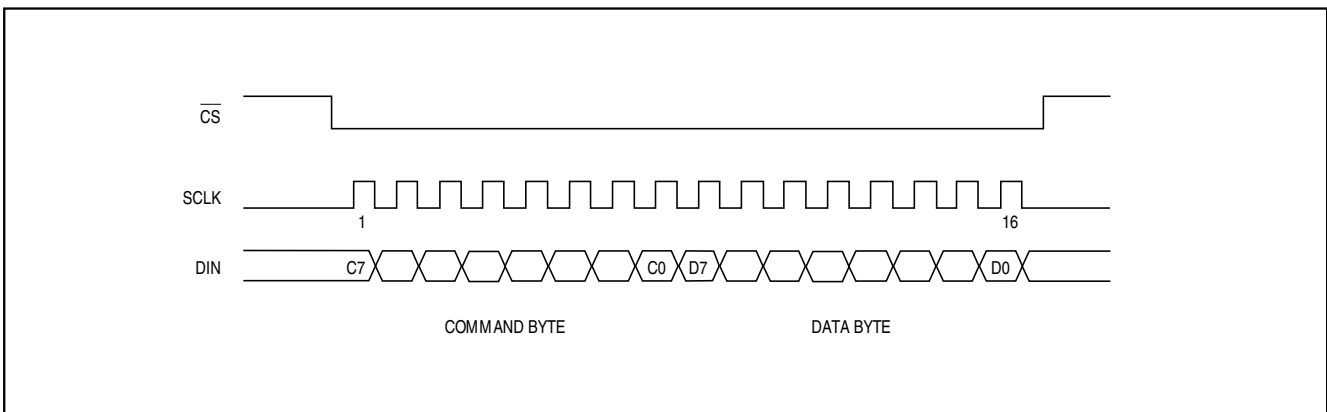 CS
SCLK
1 16
DIN C7 C0 D7 D0
COMMAND BYTE DATA BYTE